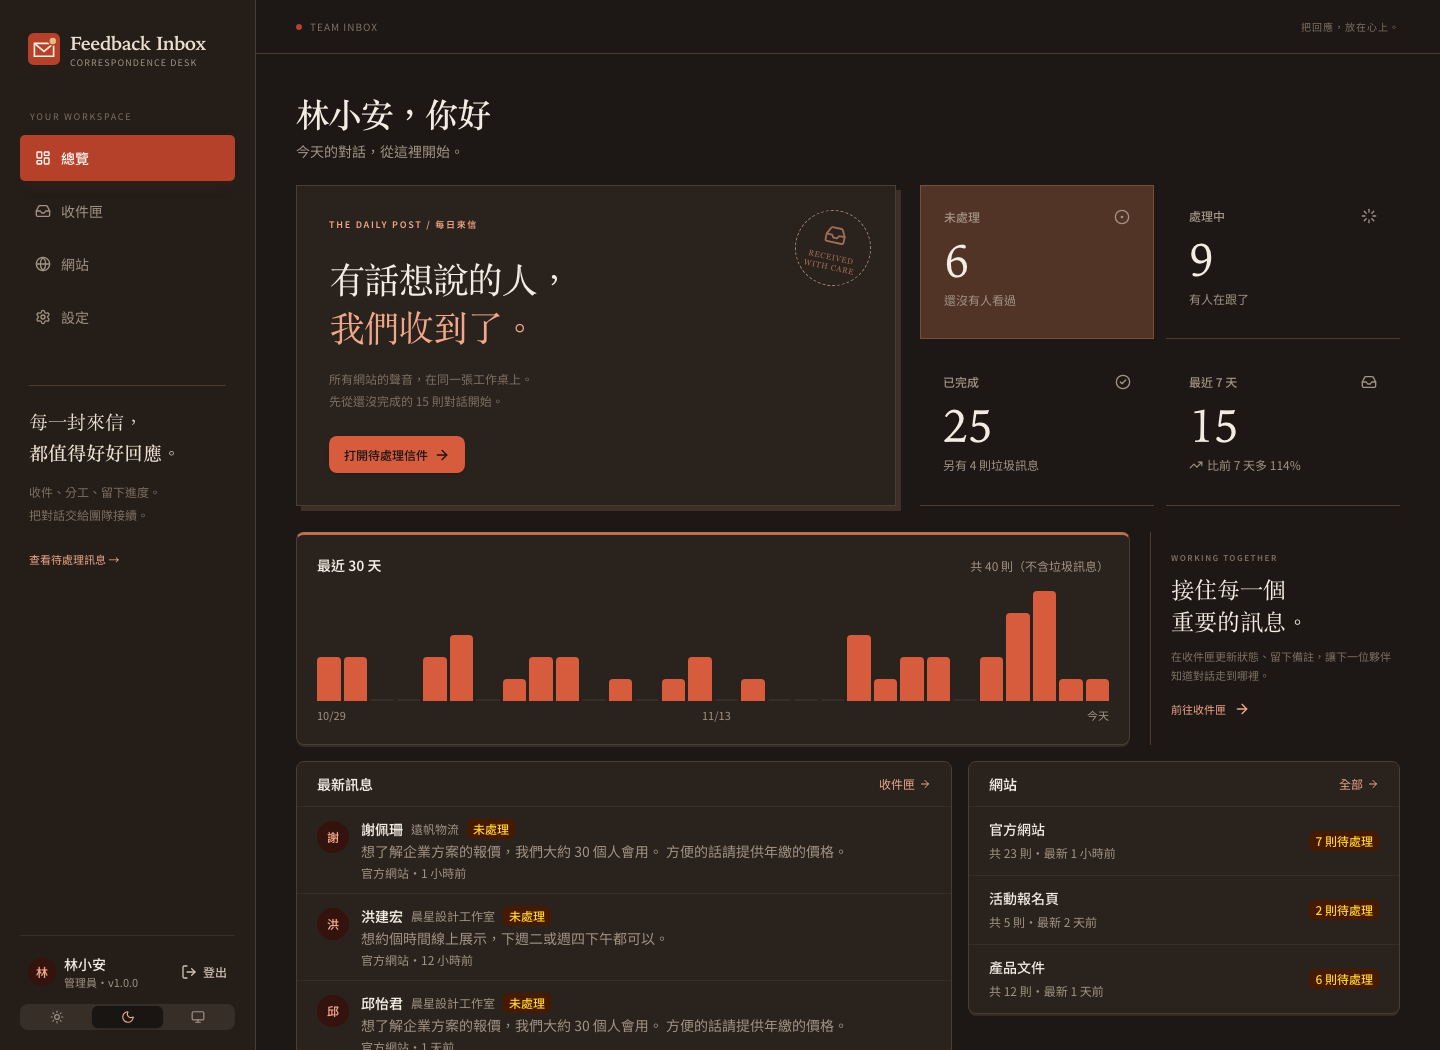 Feedback Inbox
CORRESPONDENCE DESK
YOUR WORKSPACE
總覽
收件匣
網站
設定
每一封來信，
都值得好好回應。
收件、分工、留下進度。
把對話交給團隊接續。
查看待處理訊息 →
林
林小安
管理員・v1.0.0
登出
TEAM INBOX
把回應，放在心上。
林小安，你好
今天的對話，從這裡開始。
THE DAILY POST / 每日來信
RECEIVED
WITH CARE
有話想說的人，
我們收到了。
所有網站的聲音，在同一張工作桌上。
先從還沒完成的 15 則對話開始。
打開待處理信件 →
未處理
6
還沒有人看過
處理中
9
有人在跟了
已完成
25
另有 4 則垃圾訊息
最近 7 天
15
比前 7 天多 114%
最近 30 天
共 40 則（不含垃圾訊息）
10/29
11/13
今天
WORKING TOGETHER
接住每一個
重要的訊息。
在收件匣更新狀態、留下備註，讓下一位夥伴
知道對話走到哪裡。
前往收件匣 →
最新訊息
收件匣 →
謝
謝佩珊 遠帆物流 未處理
想了解企業方案的報價，我們大約 30 個人會用。 方便的話請提供年繳的價格。
官方網站・1 小時前
洪
洪建宏 晨星設計工作室 未處理
想約個時間線上展示，下週二或週四下午都可以。
官方網站・12 小時前
邱
邱怡君 晨星設計工作室 未處理
想了解企業方案的報價，我們大約 30 個人會用。 方便的話請提供年繳的價格。
官方網站・1 天前
網站
全部 →
官方網站
共 23 則・最新 1 小時前
7 則待處理
活動報名頁
共 5 則・最新 2 天前
2 則待處理
產品文件
共 12 則・最新 1 天前
6 則待處理